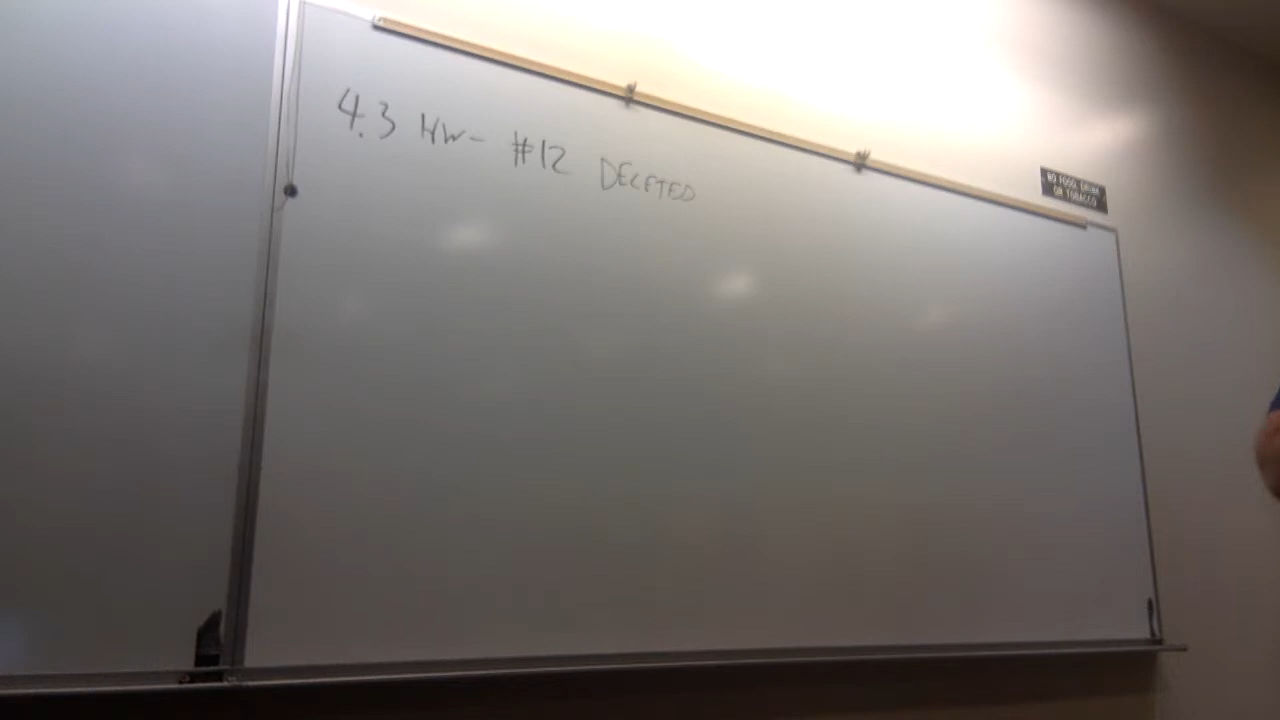 4.3 HW- #12 DELETED
NO FOOD, DRINK
OR TOBACCO